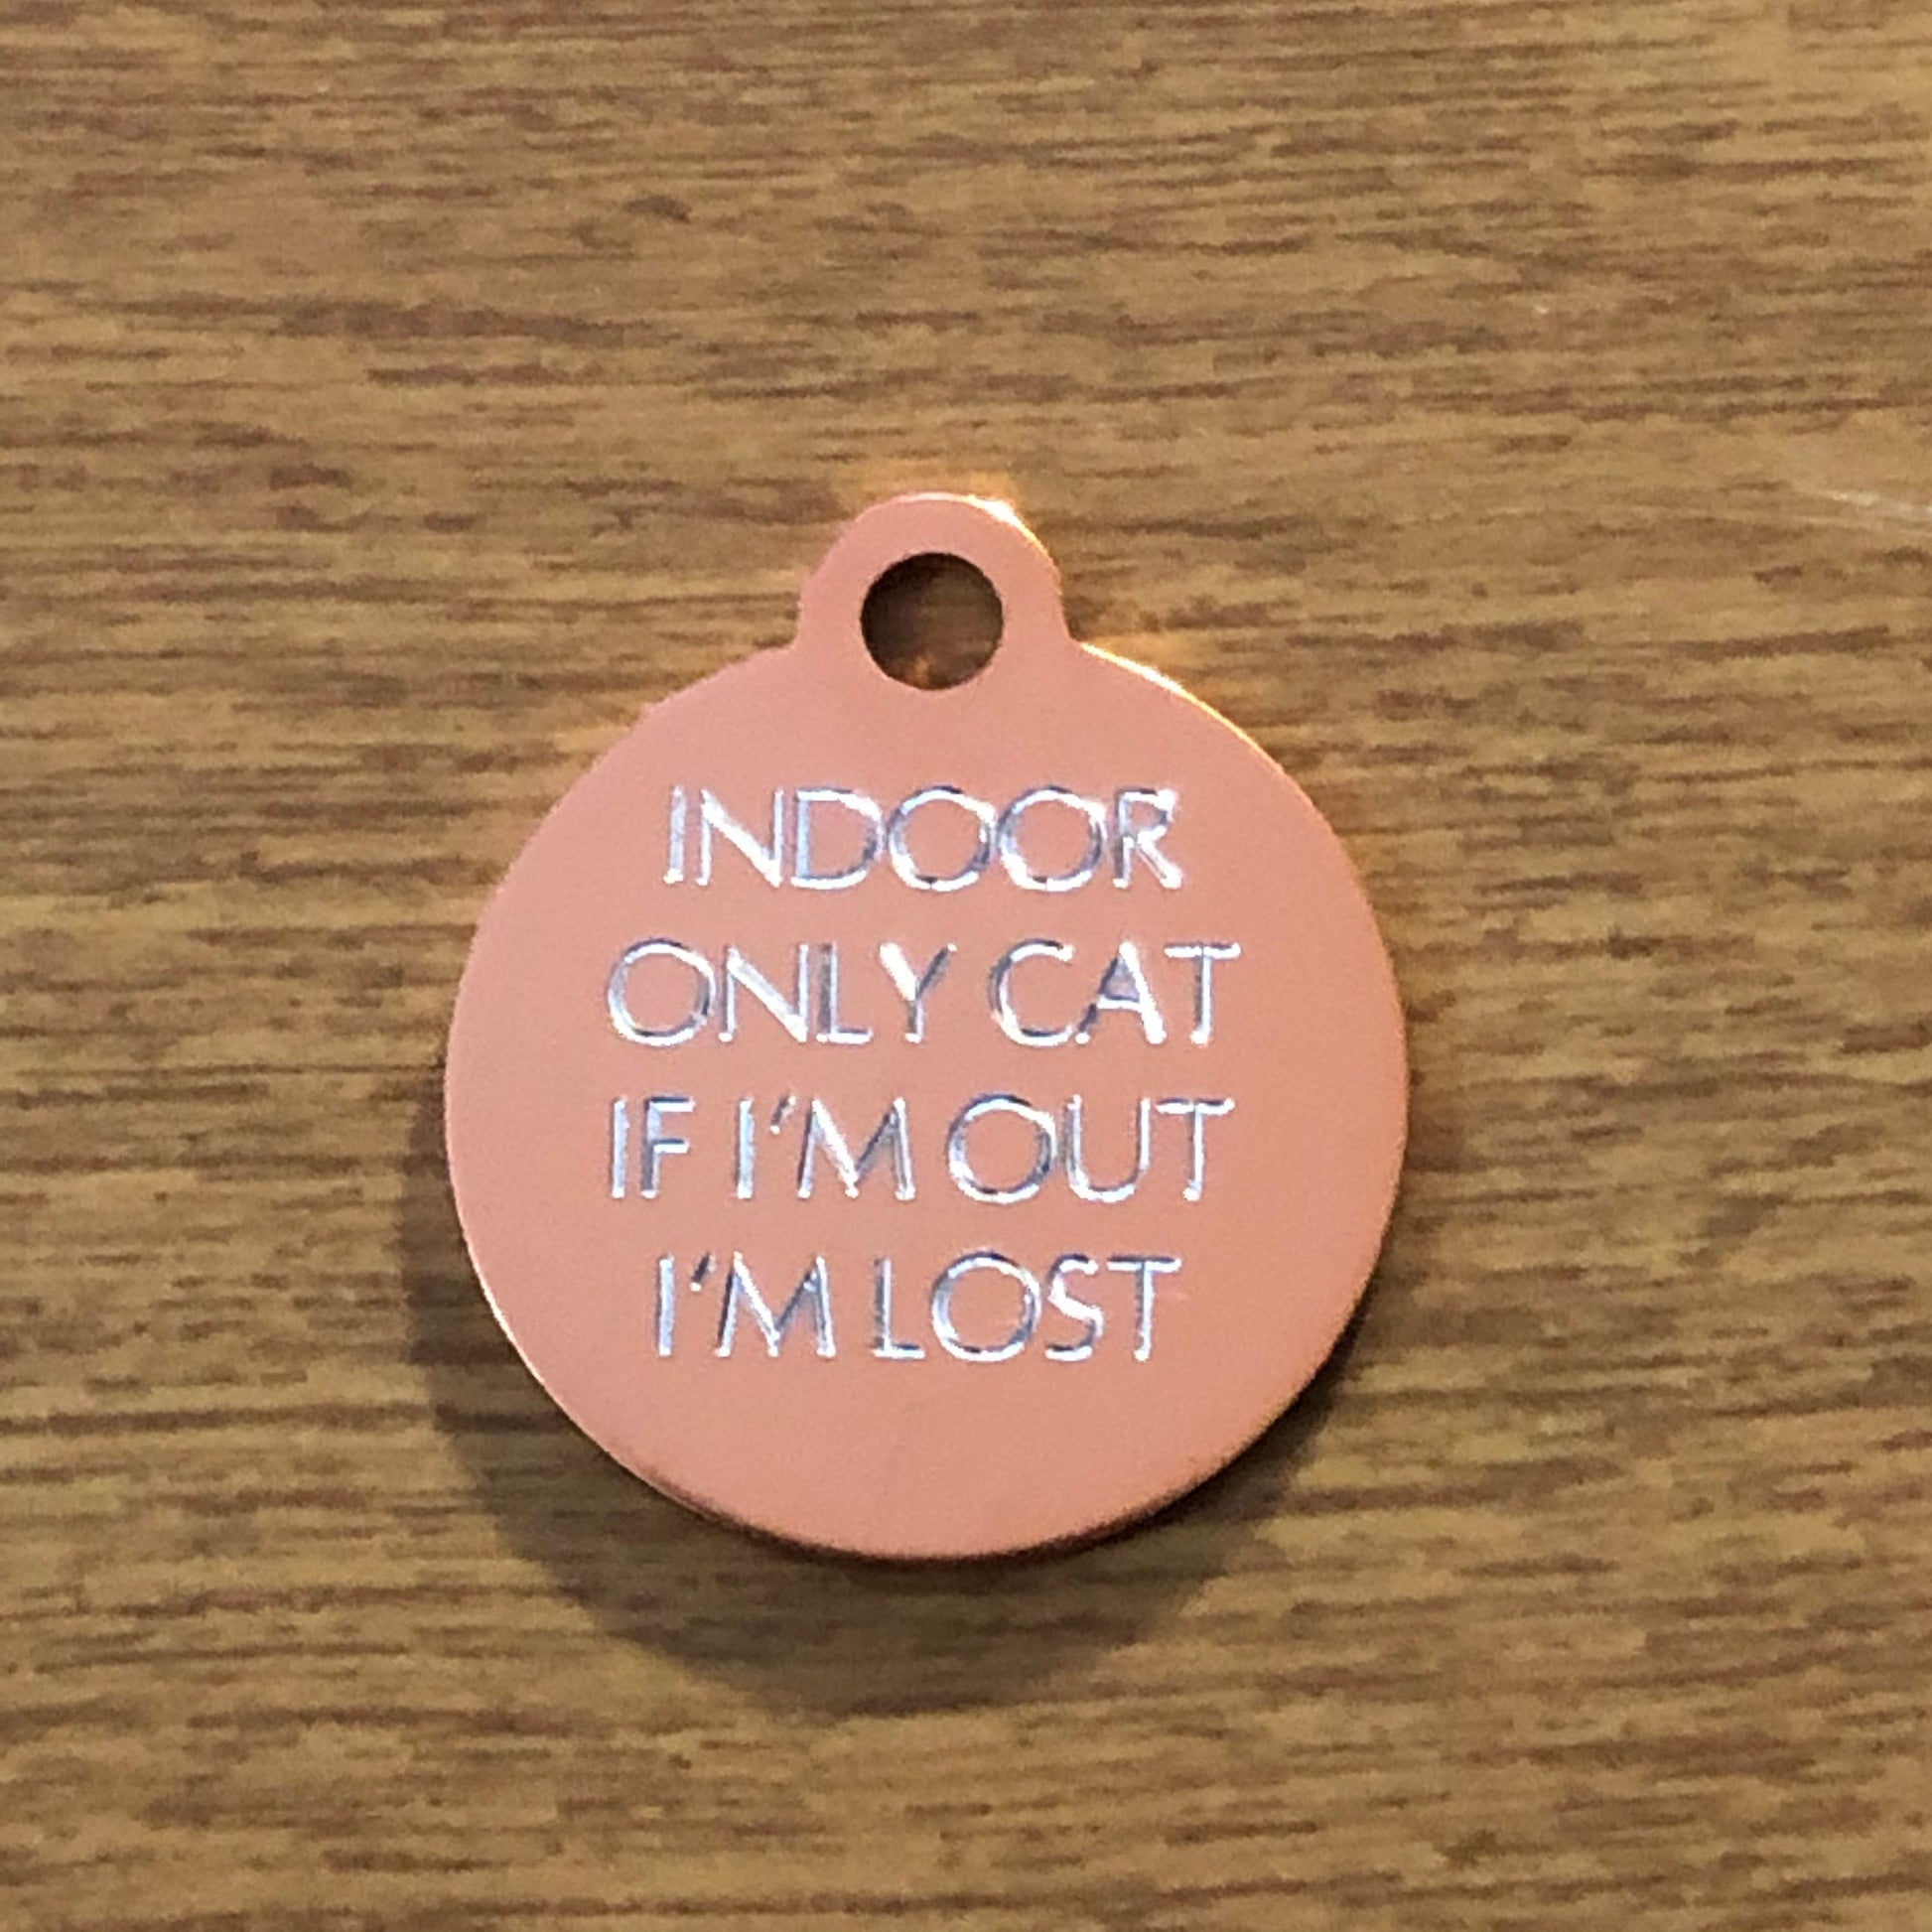 INDOOR
ONLY CAT
IF I'M OUT
I'M LOST